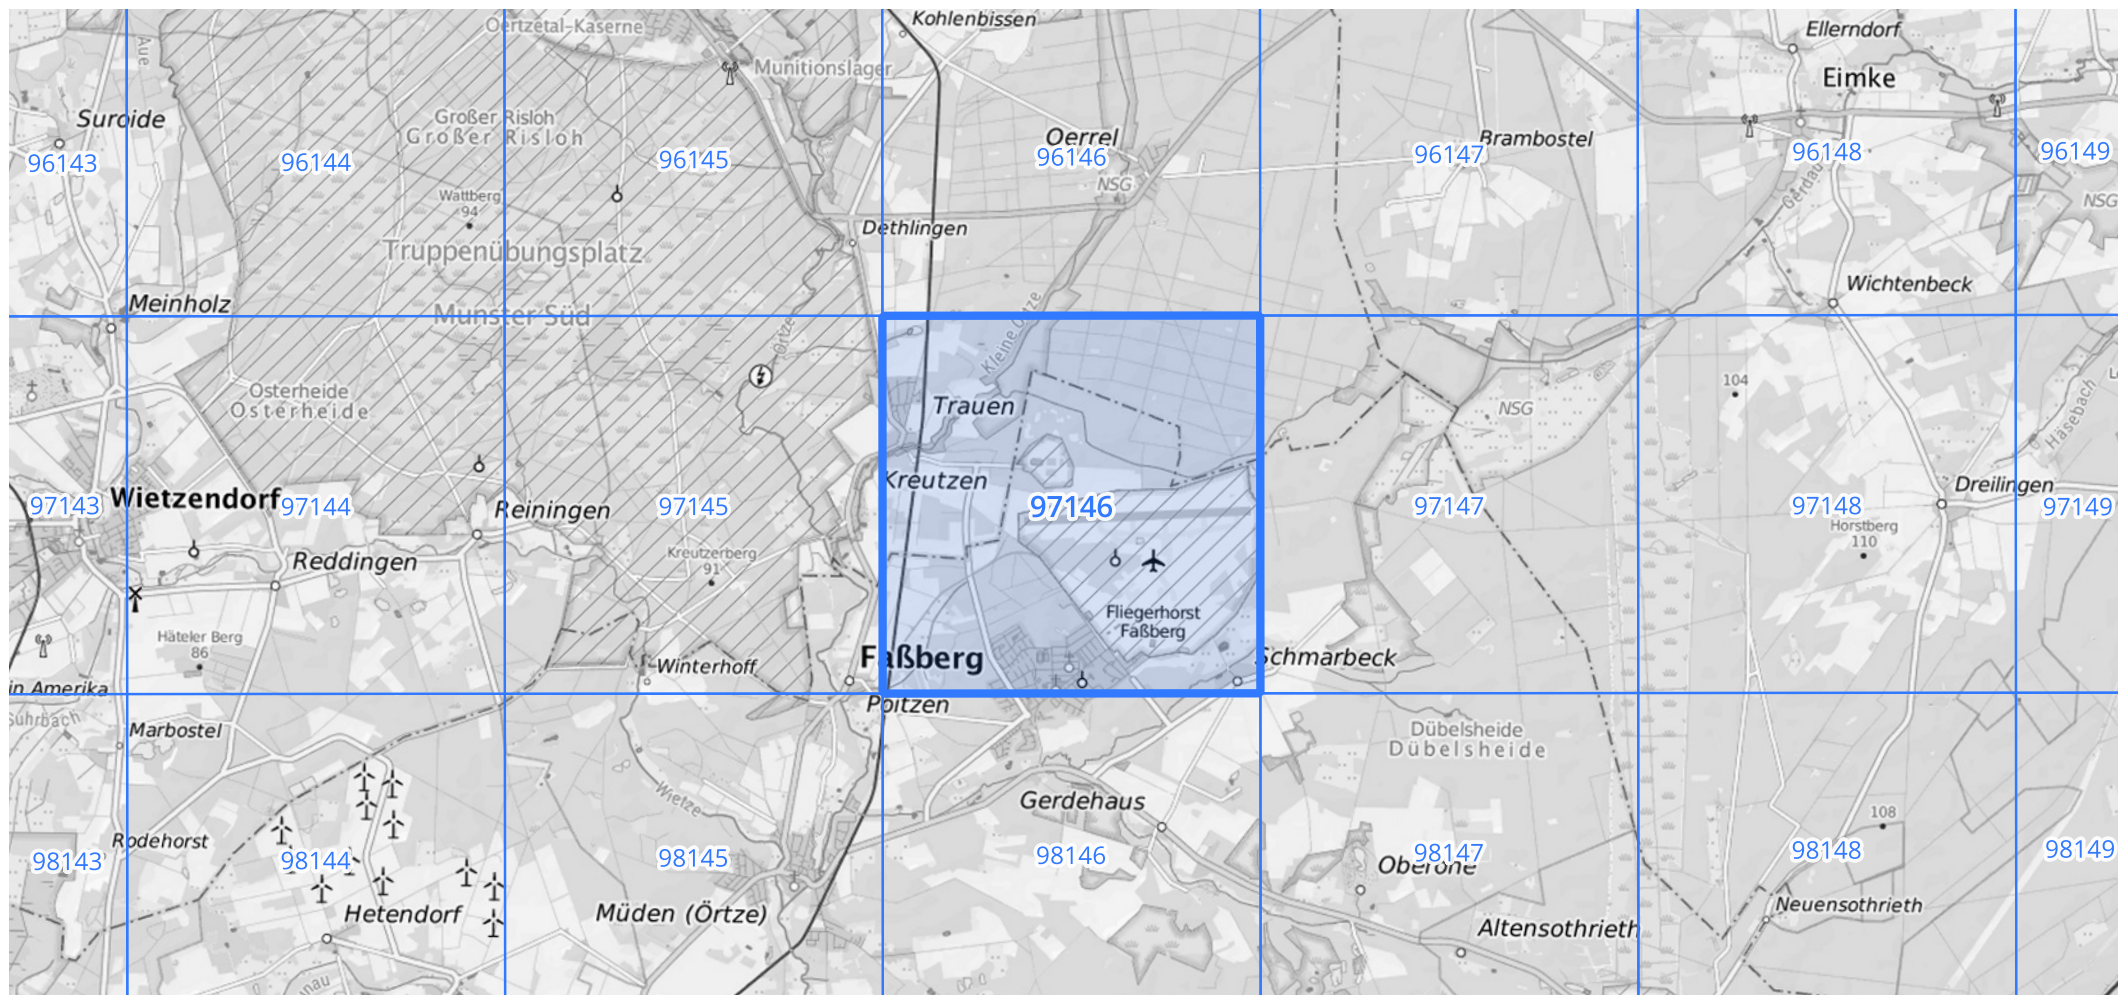 Oertzetal-Kaserne
Kohlenbissen
Ellerndorf
Aue
Munitionslager
Eimke
Suroide
Großer Risloh
Großer Risloh
Oerrel
Brambostel
96143
96144
96145
96146
96147
96148
96149
NSG
Wattberg
94
Gerdau
NSG
Dethlingen
Truppenübungsplatz
Munster Süd
Meinholz
Wichtenbeck
Örtze
Kleine Örtze
Osterheide
Osterheide
Trauen
104
NSG
Häsebach
Kreutzen
Dreilingen
Wietzendorf
97143
97144
Reiningen
97145
97146
97147
97148
97149
Horstberg
110
Reddingen
Kreutzerberg
91
Fliegerhorst
Faßberg
Häteler Berg
86
Winterhoff
Faßberg
Schmarbeck
in Amerika
Suhrbach
Marbostel
Poitzen
Dübelsheide
Dübelsheide
Wietze
Gerdehaus
Rodehorst
108
98143
98144
98145
98146
98147
98148
98149
Oberohe
Hetendorf
Müden (Örtze)
Neuensothrieth
Altensothrieth